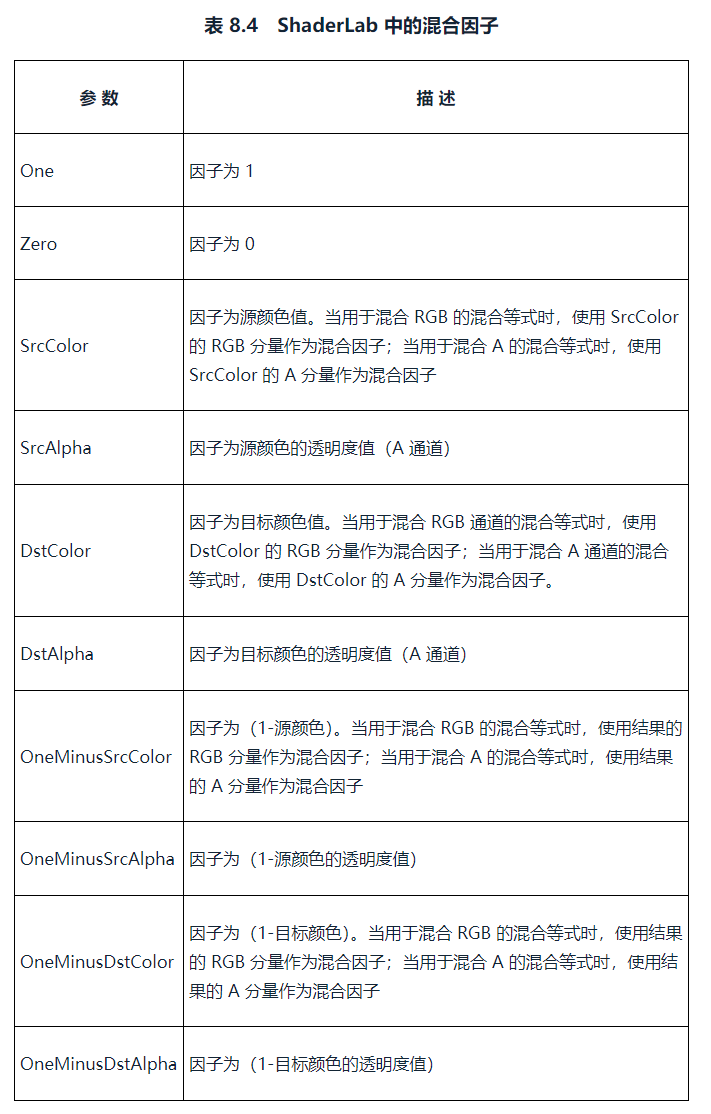 表 8.4 ShaderLab 中的混合因子
参 数 描 述
One 因子为 1
Zero 因子为 0
SrcColor
因子为源颜色值。当用于混合 RGB 的混合等式时，使用 SrcColor
的 RGB 分量作为混合因子；当用于混合 A 的混合等式时，使用
SrcColor 的 A 分量作为混合因子
SrcAlpha 因子为源颜色的透明度值（A 通道）
DstColor
因子为目标颜色值。当用于混合 RGB 通道的混合等式时，使用
DstColor 的 RGB 分量作为混合因子；当用于混合 A 通道的混合
等式时，使用 DstColor 的 A 分量作为混合因子。
DstAlpha 因子为目标颜色的透明度值（A 通道）
OneMinusSrcColor
因子为（1-源颜色）。当用于混合 RGB 的混合等式时，使用结果的
RGB 分量作为混合因子；当用于混合 A 的混合等式时，使用结果
的 A 分量作为混合因子
OneMinusSrcAlpha 因子为（1-源颜色的透明度值）
OneMinusDstColor
因子为（1-目标颜色）。当用于混合 RGB 的混合等式时，使用结果
的 RGB 分量作为混合因子；当用于混合 A 的混合等式时，使用结
果的 A 分量作为混合因子
OneMinusDstAlpha 因子为（1-目标颜色的透明度值）